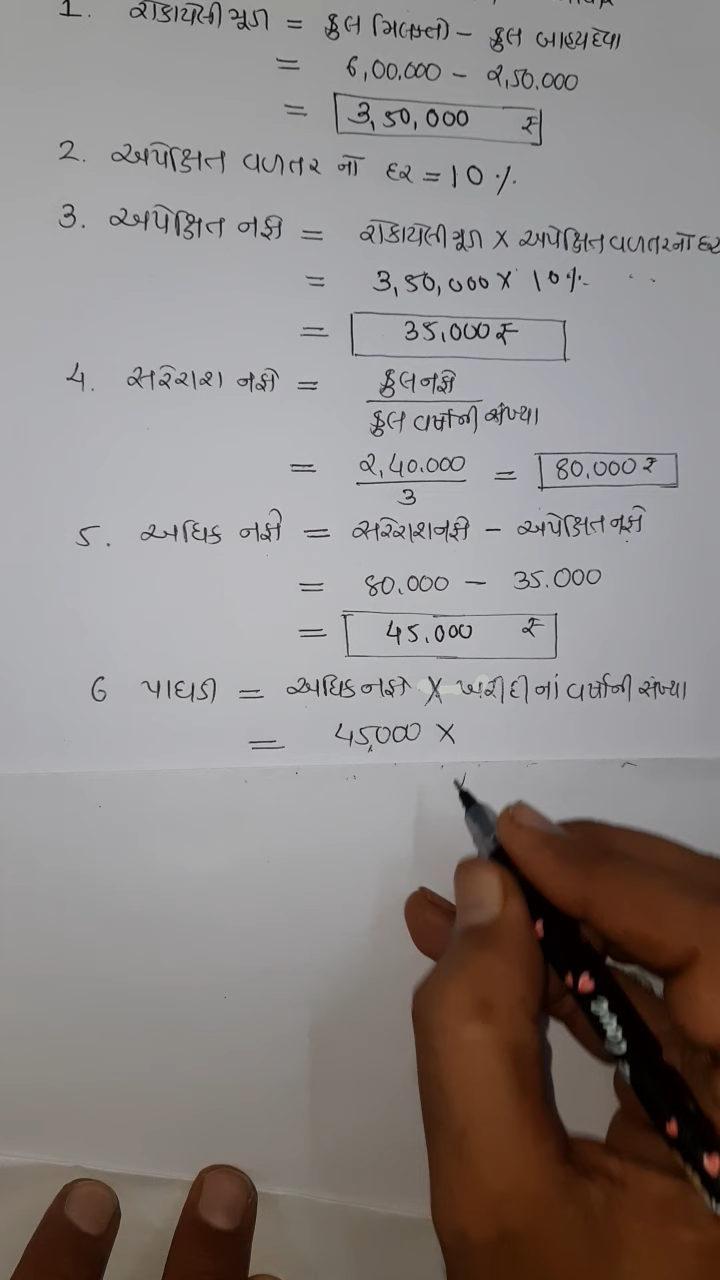 1. રોકાયેલી મૂડી = કુલ મિલકતો - કુલ બાહ્ય દેવા
= 6,00.000 - 2,50.000
= 3,50,000 ₹
2. અપેક્ષિત વળતર નો દર = 10%
3. અપેક્ષિત નફો = રોકાયેલી મૂડી X અપેક્ષિત વળતરનો દર
= 3,50,000 X 10%
= 35,000 ₹
4. સરેરાશ નફો = કુલ નફો
કુલ વર્ષોની સંખ્યા
= 2,40.000 = 80,000 ₹
3
5. અધિક નફો = સરેરાશ નફો - અપેક્ષિત નફો
= 80.000 - 35.000
= 45.000 ₹
6 પાઘડી = અધિક નફો X ખરીદીનાં વર્ષોની સંખ્યા
= 45,000 X